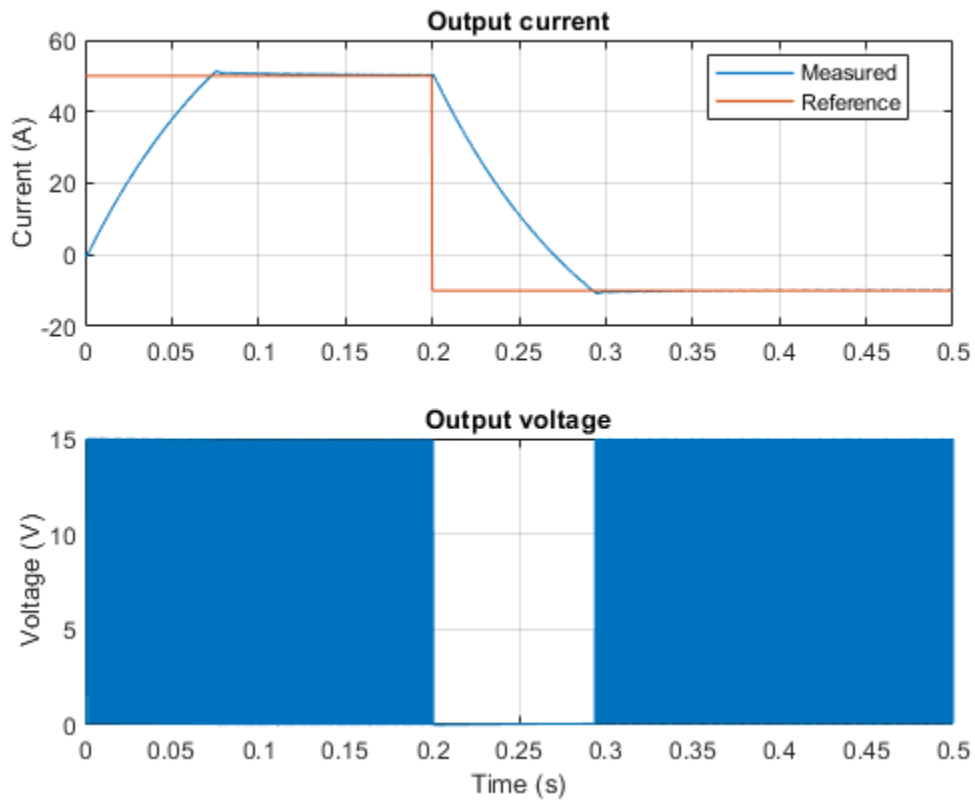 Output current
60
40
20
0
-20
Current (A)
Measured
Reference
0 0.05 0.1 0.15 0.2 0.25 0.3 0.35 0.4 0.45 0.5
Output voltage
15
10
5
0
Voltage (V)
0 0.05 0.1 0.15 0.2 0.25 0.3 0.35 0.4 0.45 0.5
Time (s)